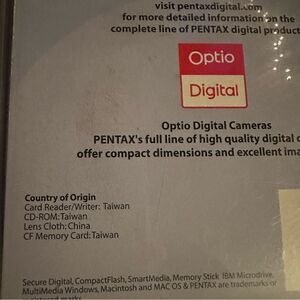 visit pentaxdigital.com
for more detailed information on the
complete line of PENTAX digital product
Optio
Digital
Optio Digital Cameras
PENTAX's full line of high quality digital c
offer compact dimensions and excellent ima
Country of Origin
Card Reader/Writer: Taiwan
CD-ROM: Taiwan
Lens Cloth: China
CF Memory Card: Taiwan
Secure Digital, CompactFlash, SmartMedia, Memory Stick IBM Microdrive,
MultiMedia Windows, Macintosh and MAC OS & PENTAX are trademarks or
registered marks